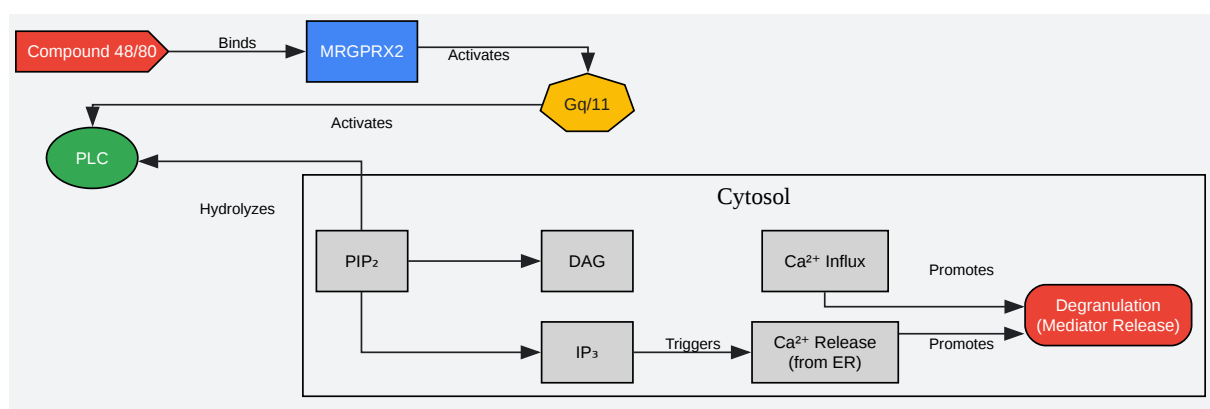 Compound 48/80
Binds
MRGPRX2
Activates
Gq/11
Activates
PLC
Hydrolyzes
Cytosol
PIP₂
DAG
Ca²⁺ Influx
Promotes
Degranulation
(Mediator Release)
IP₃
Triggers
Ca²⁺ Release
(from ER)
Promotes